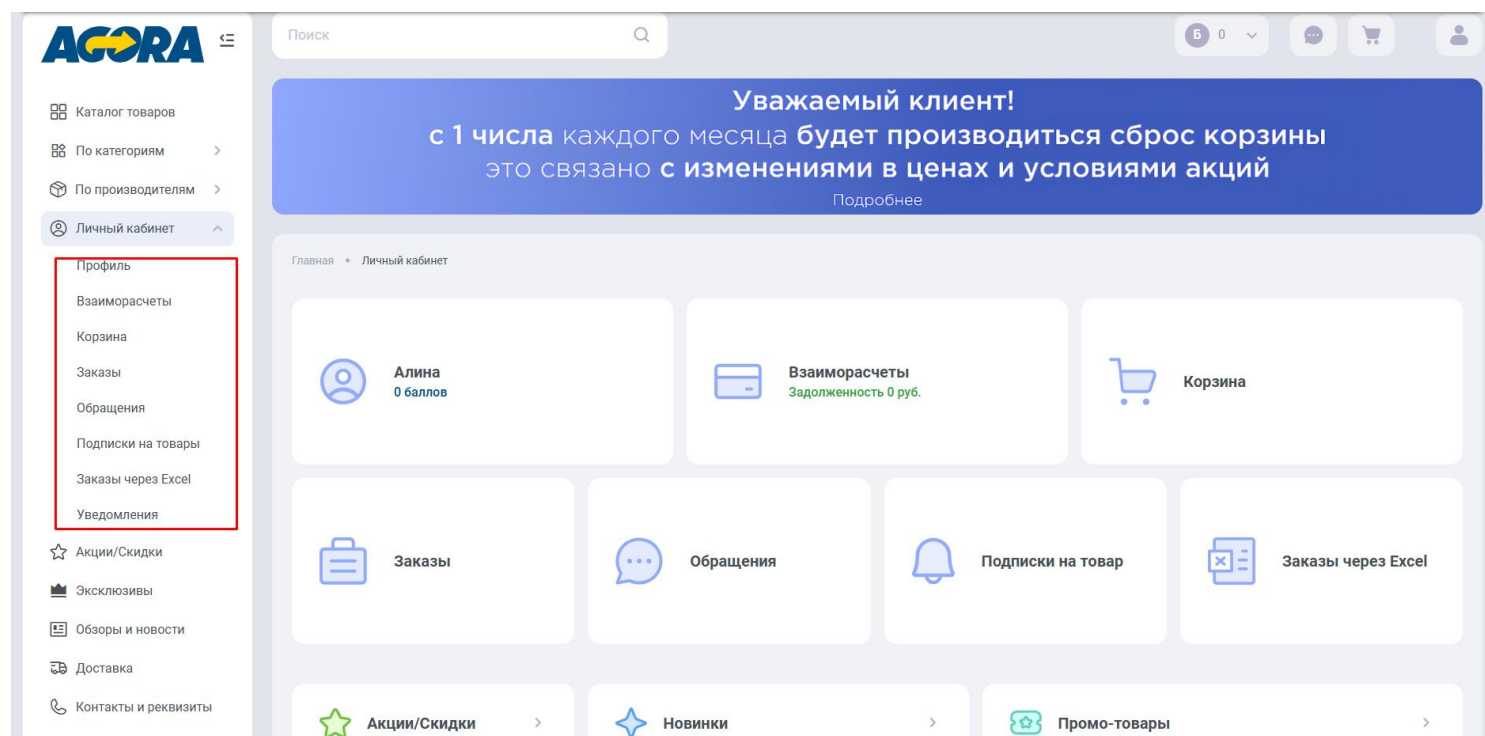 AGORA
Поиск
Б 0
Каталог товаров
По категориям
По производителям
Личный кабинет
Профиль
Взаиморасчеты
Корзина
Заказы
Обращения
Подписки на товары
Заказы через Excel
Уведомления
Акции/Скидки
Эксклюзивы
Обзоры и новости
Доставка
Контакты и реквизиты
Уважаемый клиент!
с 1 числа каждого месяца будет производиться сброс корзины
это связано с изменениями в ценах и условиями акций
Подробнее
Главная • Личный кабинет
Алина
0 баллов
Взаиморасчеты
Задолженность 0 руб.
Корзина
Заказы
Обращения
Подписки на товар
Заказы через Excel
Акции/Скидки
Новинки
Промо-товары